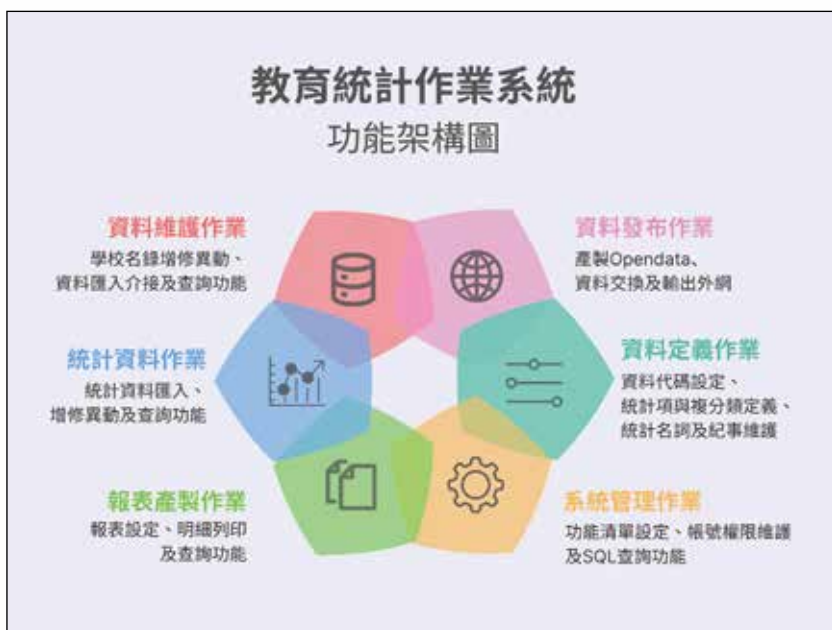 教育統計作業系統
功能架構圖
資料維護作業
學校名錄增修異動、
資料匯入介接及查詢功能
資料發布作業
產製Opendata、
資料交換及輸出外網
統計資料作業
統計資料匯入、
增修異動及查詢功能
資料定義作業
資料代碼設定、
統計項與複分類定義、
統計名詞及紀事維護
報表產製作業
報表設定、明細列印
及查詢功能
系統管理作業
功能清單設定、帳號權限維護
及SQL查詢功能